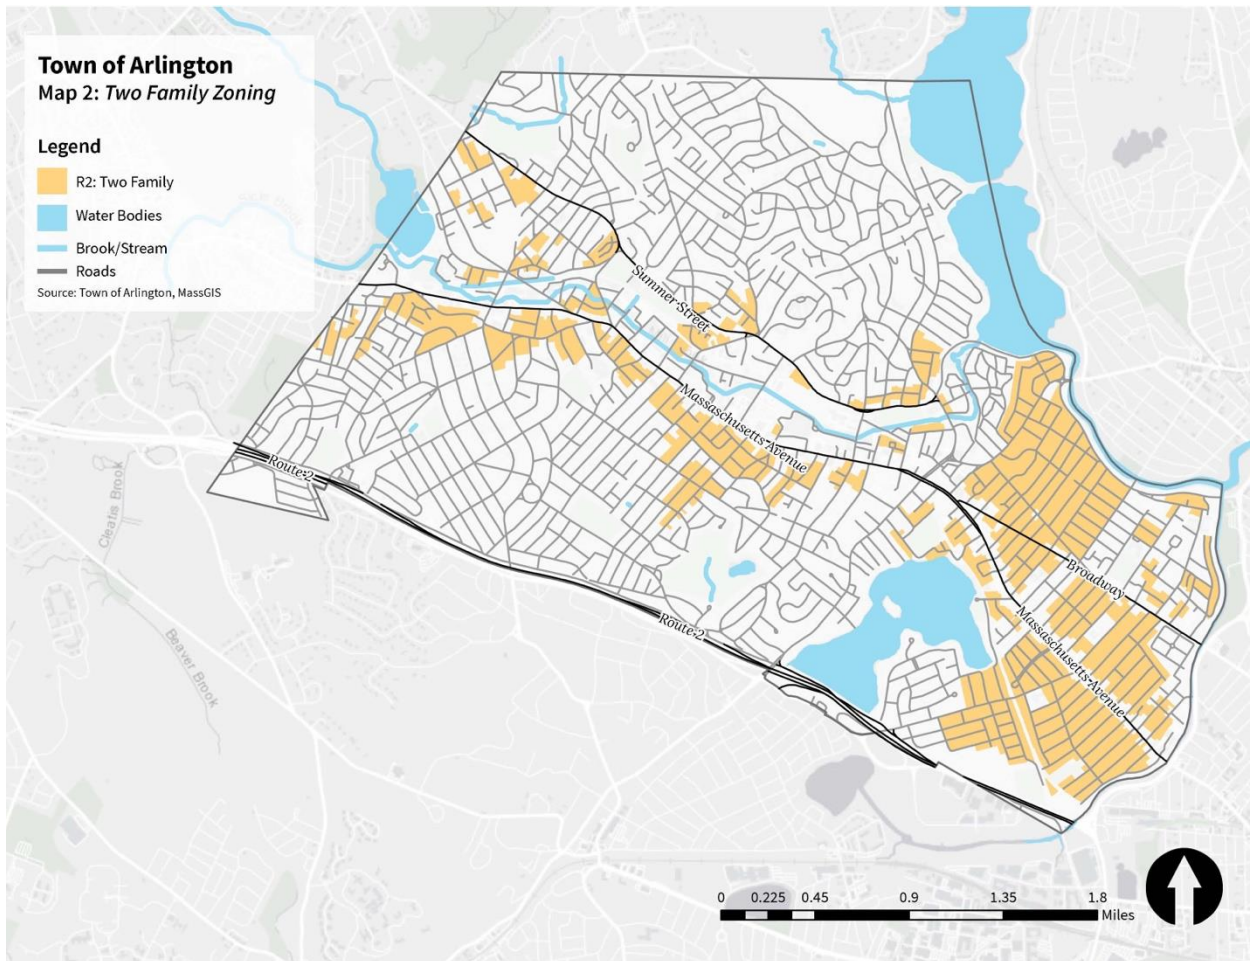 Town of Arlington
Map 2: Two Family Zoning
Legend
R2: Two Family
Water Bodies
Brook/Stream
Roads
Source: Town of Arlington, MassGIS
Summer Street
Massachusetts Avenue
Route 2
Cleatis Brook
Beaver Brook
Route 2
Broadway
Massachusetts Avenue
0 0.225 0.45 0.9 1.35 1.8
Miles